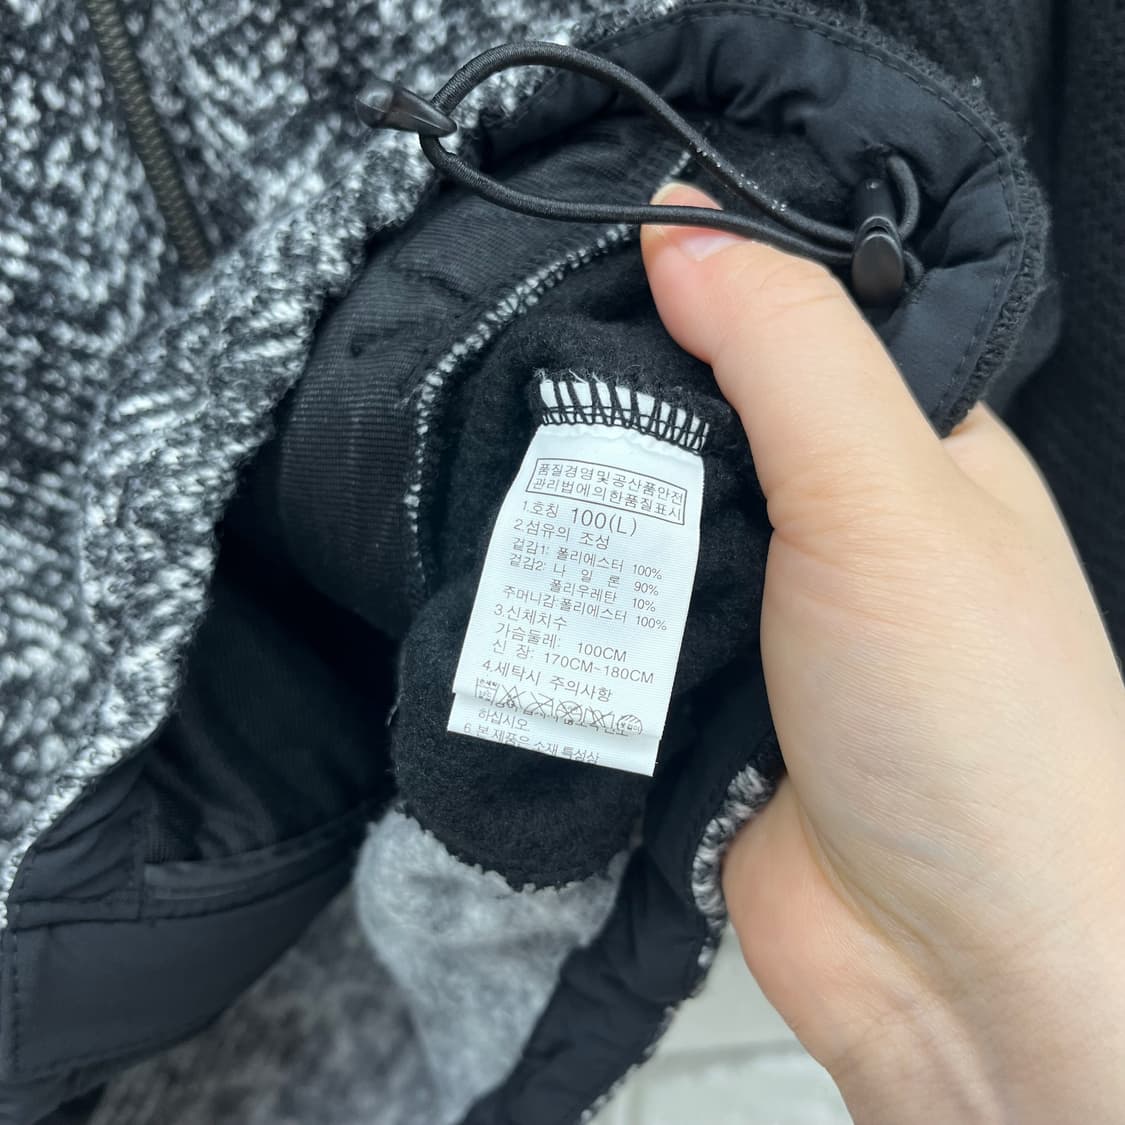 품질경영및공산품안전
관리법에의한품질표시
1.호칭 100(L)
2.섬유의 조성
겉감1: 폴리에스터 100%
겉감2: 나 일 론 90%
폴리우레탄 10%
주머니감:폴리에스터 100%
3.신체치수
가슴둘레: 100CM
신 장: 170CM-180CM
4.세탁시 주의사항
하십시오
6.본 제품은 소재 특성상